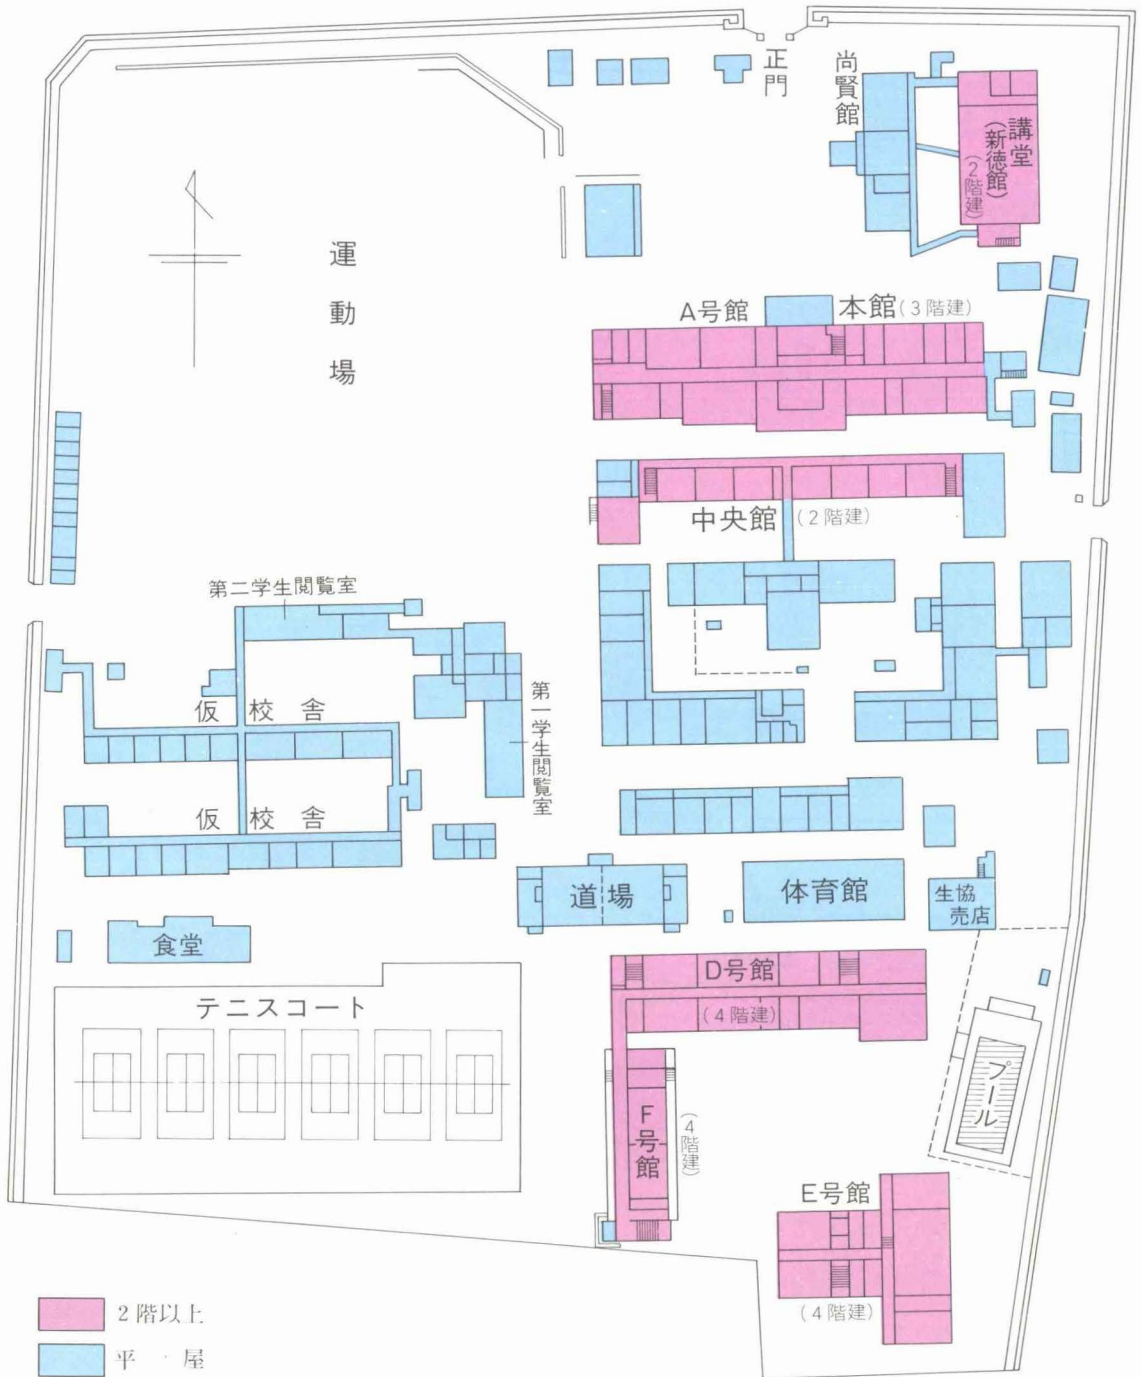 正門
尚賢館
講堂
（新徳館）
（2階建）
運動場
A号館
本館（3階建）
中央館（2階建）
第二学生閲覧室
第一学生閲覧室
仮校舎
仮校舎
道場
体育館
生協
売店
食堂
テニスコート
D号館
（4階建）
F号館
（4階建）
プール
E号館
（4階建）
2階以上
平屋